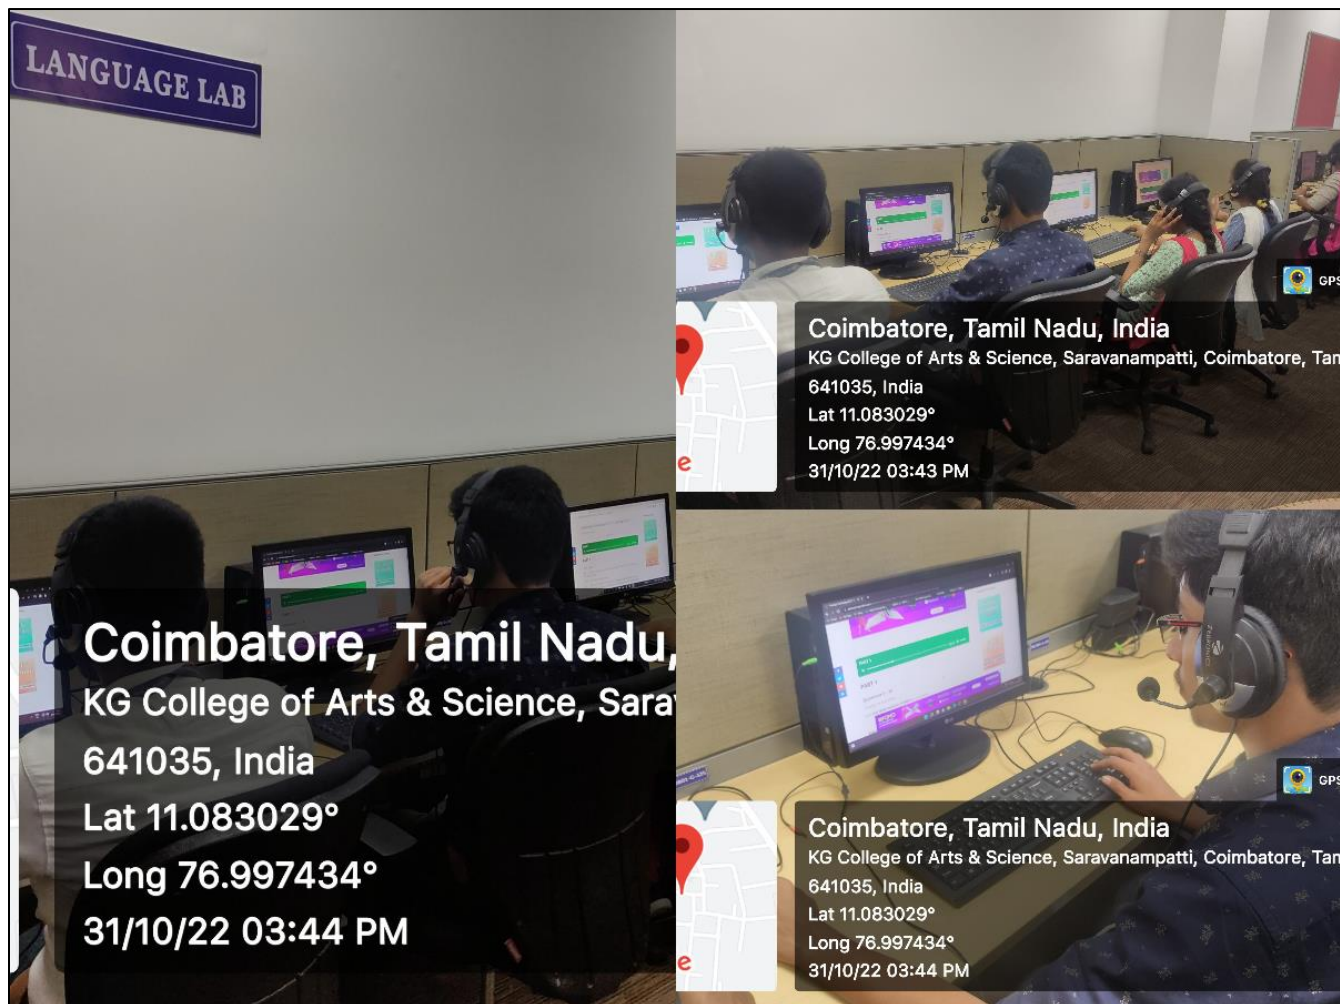 LANGUAGE LAB
Coimbatore, Tamil Nadu,
KG College of Arts & Science, Sara
641035, India
Lat 11.083029°
Long 76.997434°
31/10/22 03:44 PM
GPS
Coimbatore, Tamil Nadu, India
KG College of Arts & Science, Saravanampatti, Coimbatore, Tam
641035, India
Lat 11.083029°
Long 76.997434°
31/10/22 03:43 PM
PART 1
GPS
Coimbatore, Tamil Nadu, India
KG College of Arts & Science, Saravanampatti, Coimbatore, Tam
641035, India
Lat 11.083029°
Long 76.997434°
31/10/22 03:44 PM